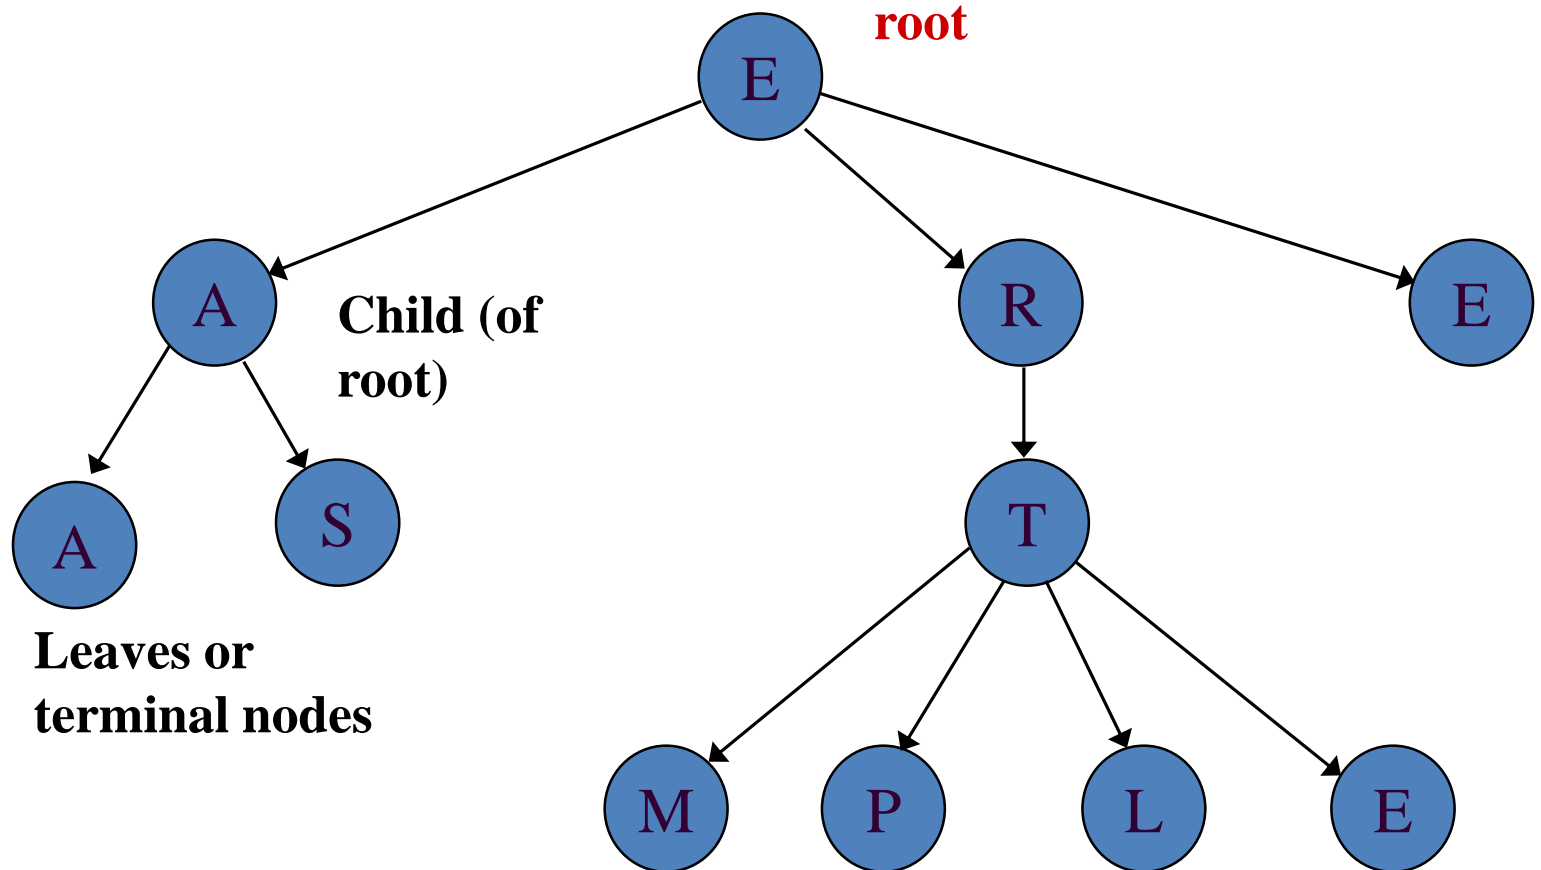 root
E
A
R
E
Child (of
root)
A
S
T
Leaves or
terminal nodes
M
P
L
E